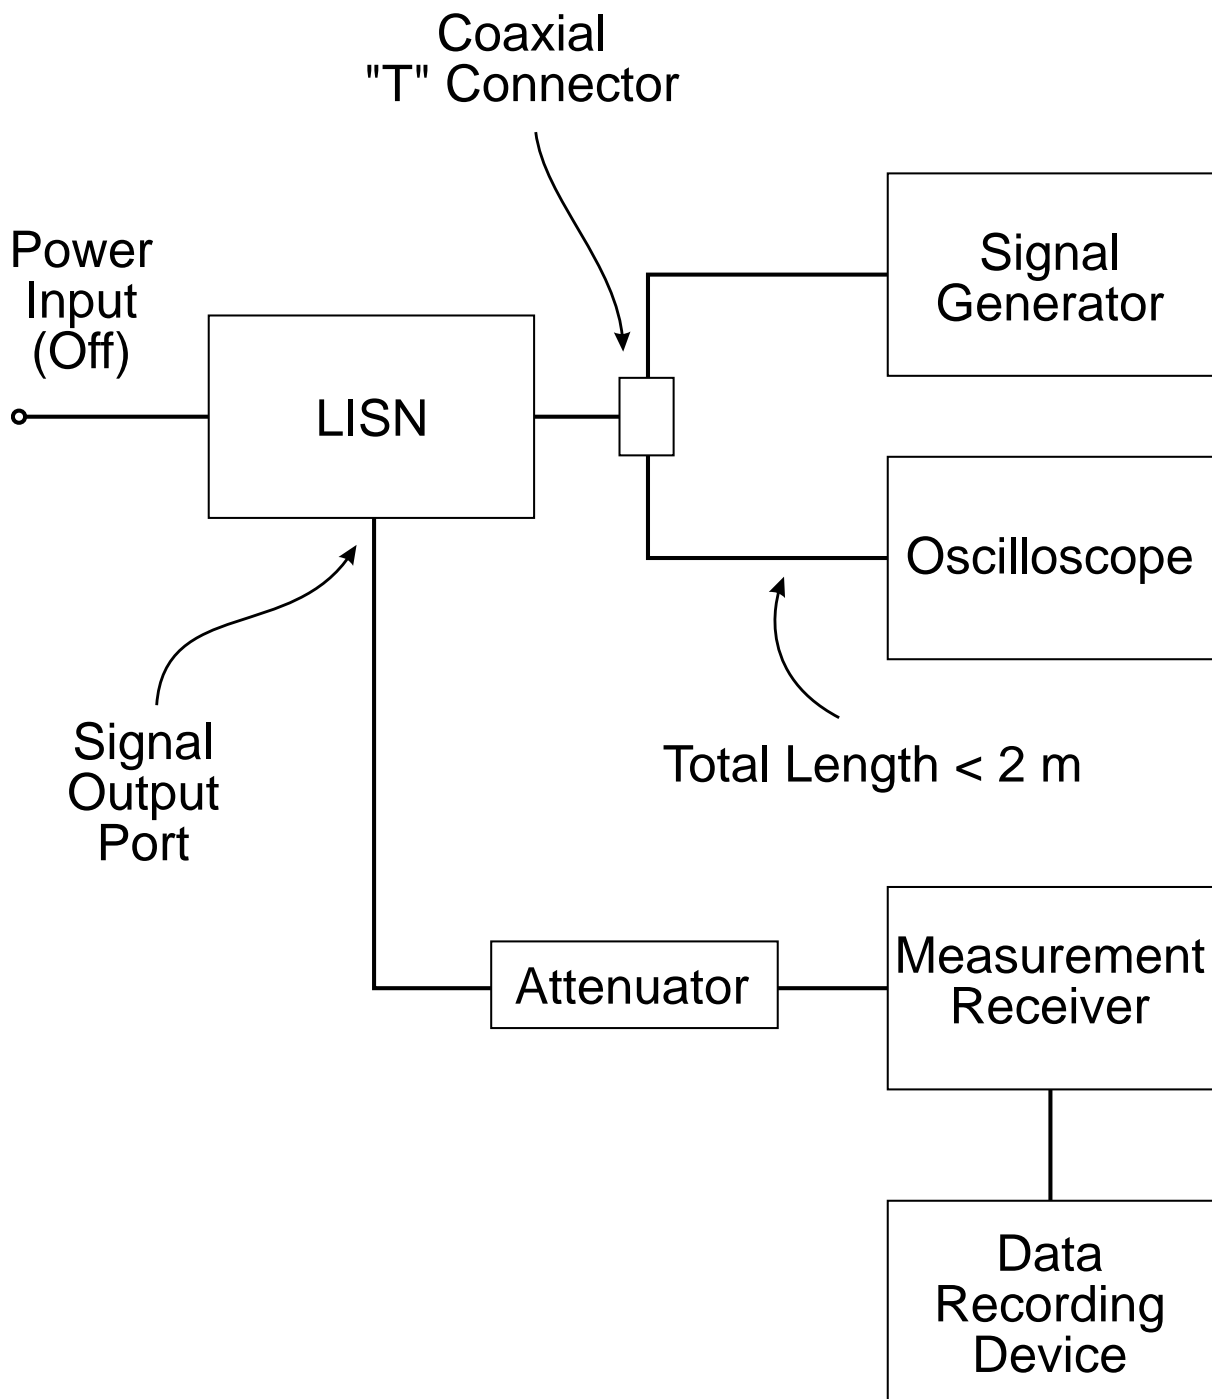 Coaxial
"T" Connector
Power
Input
(Off)
Signal
Generator
LISN
Oscilloscope
Signal
Output
Port
Total Length < 2 m
Attenuator
Measurement
Receiver
Data
Recording
Device